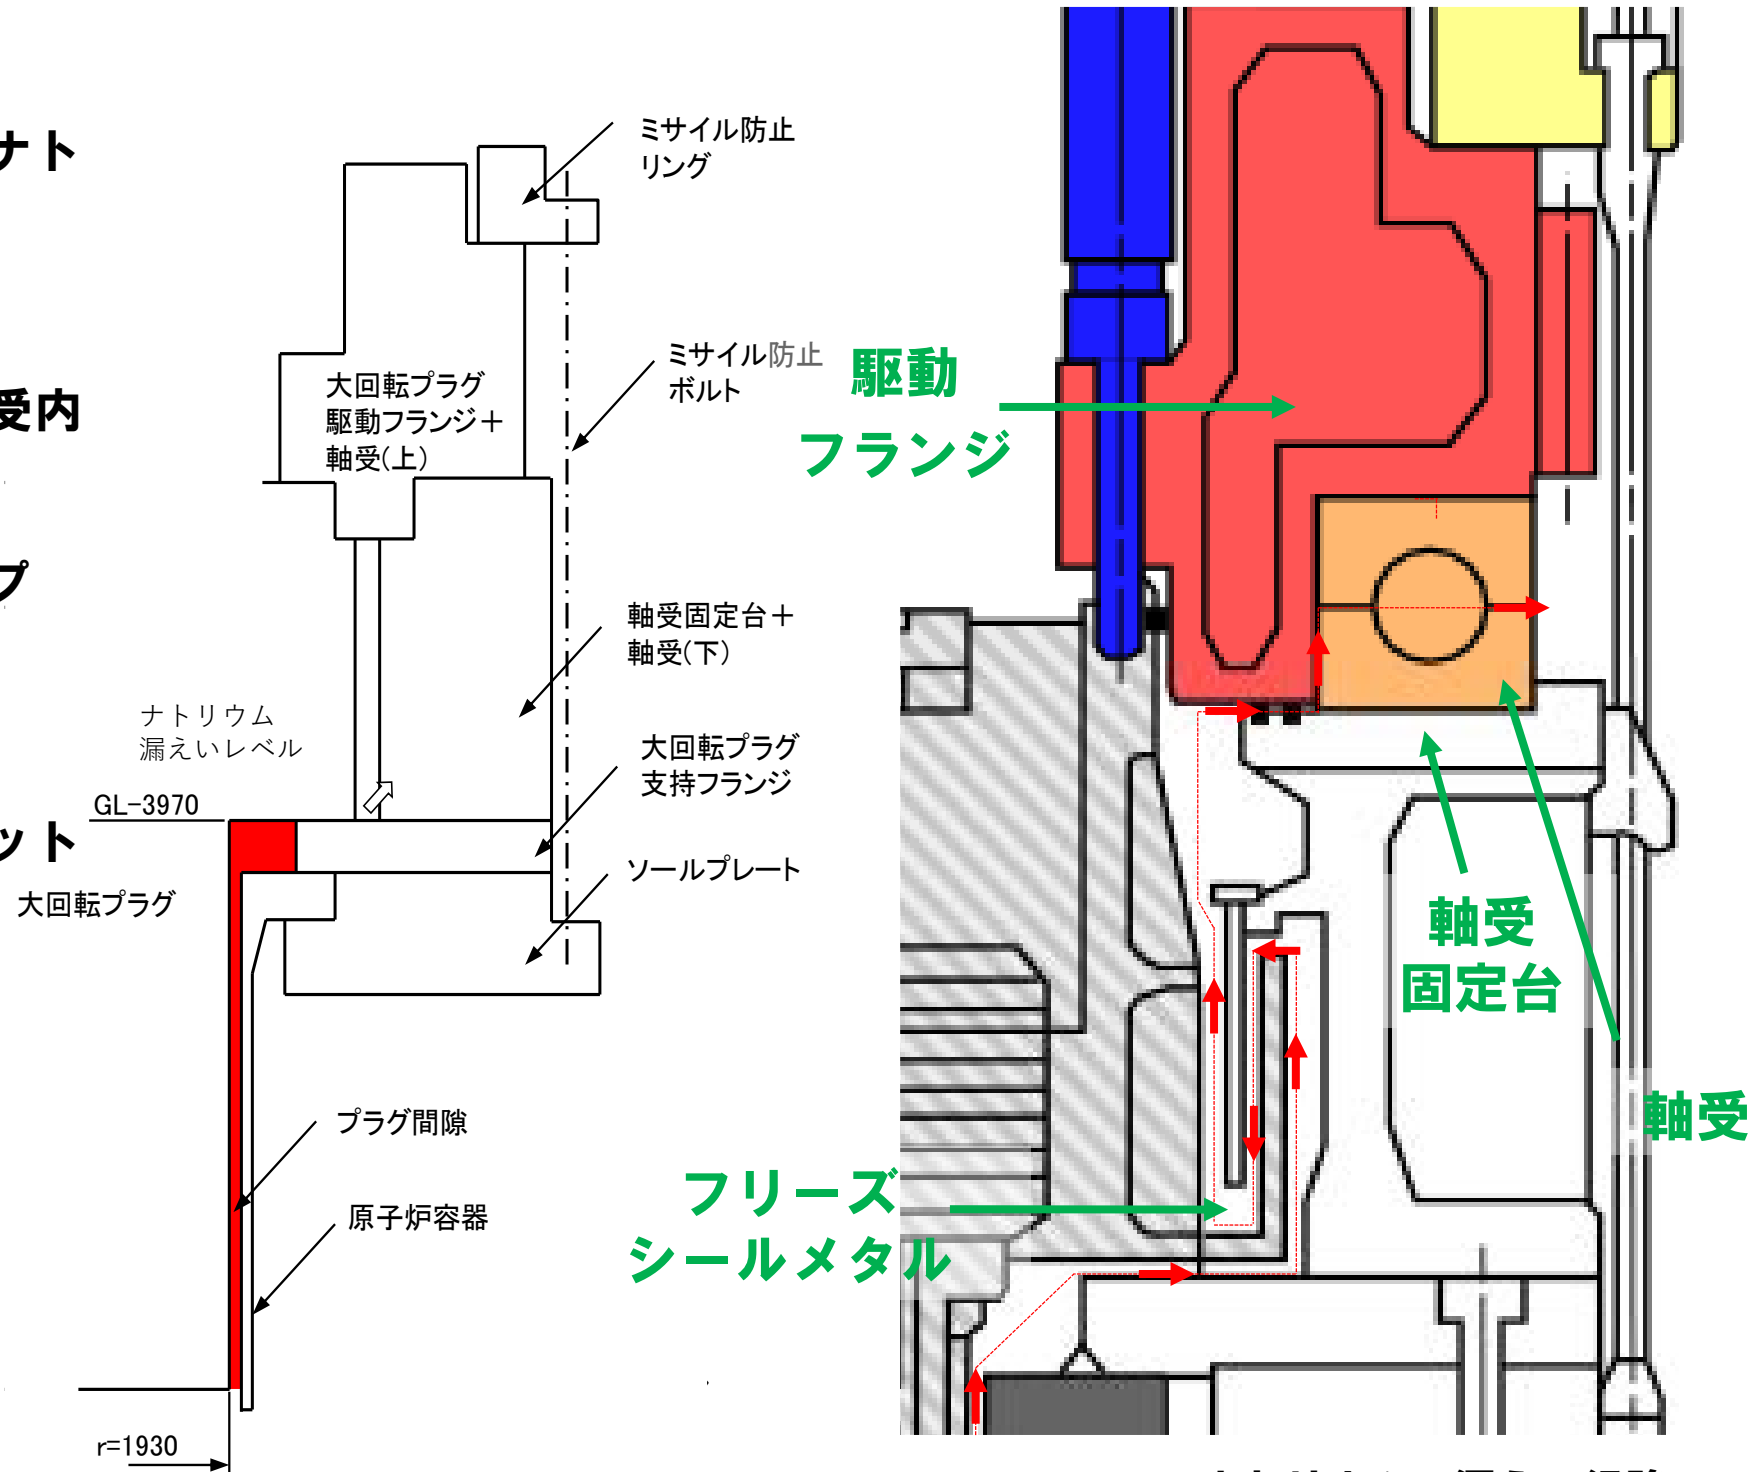 ナト
受内
プ
ット
ミサイル防止
リング
ミサイル防止
ボルト
大回転プラグ
駆動フランジ＋
軸受(上)
軸受固定台＋
軸受(下)
ナトリウム
漏えいレベル
大回転プラグ
支持フランジ
GL-3970
ソールプレート
大回転プラグ
プラグ間隙
原子炉容器
r=1930
駆動
フランジ
軸受
固定台
軸受
フリーズ
シールメタル